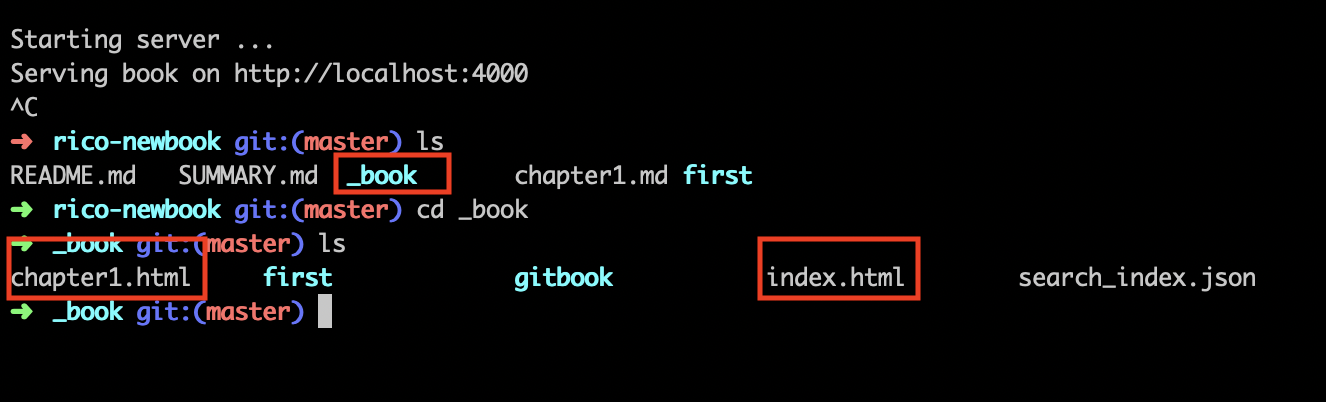 Starting server ...
Serving book on http://localhost:4000
^C
➜ rico-newbook git:(master) ls
README.md SUMMARY.md _book chapter1.md first
➜ rico-newbook git:(master) cd _book
➜ _book git:(master) ls
chapter1.html first gitbook index.html search_index.json
➜ _book git:(master)